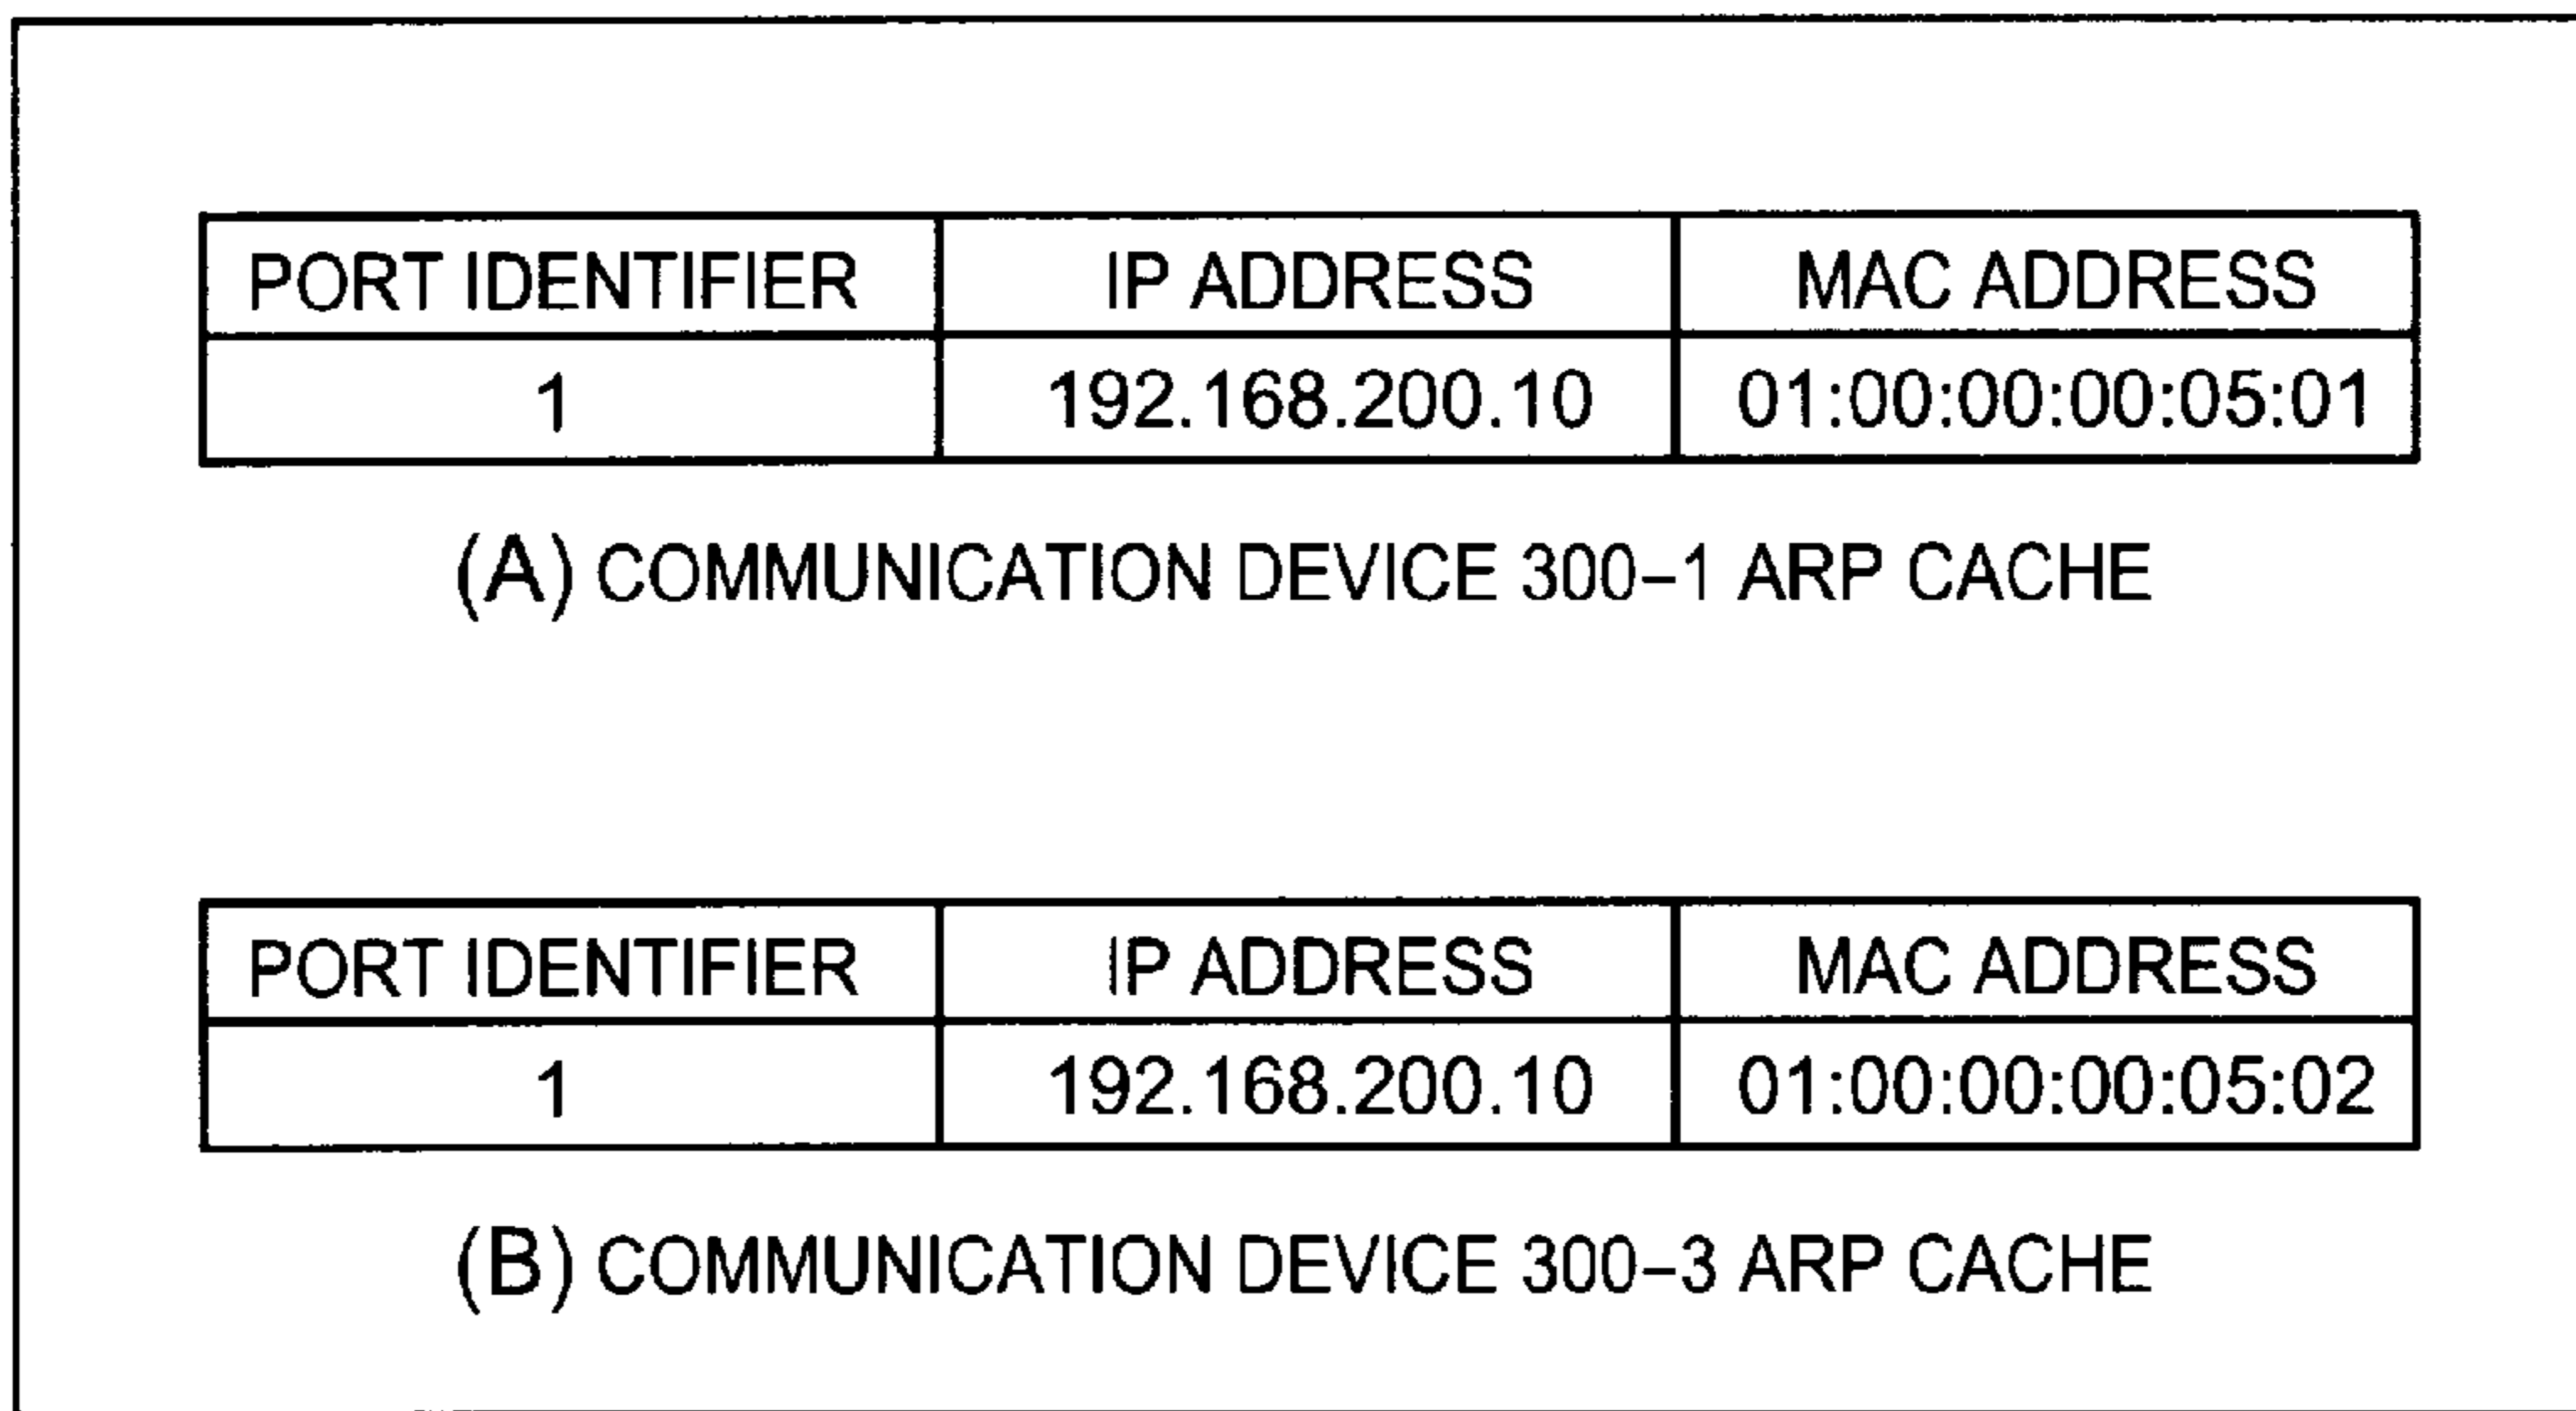 PORT IDENTIFIER IP ADDRESS MAC ADDRESS
1 192.168.200.10 01:00:00:00:05:01
(A) COMMUNICATION DEVICE 300–1 ARP CACHE
PORT IDENTIFIER IP ADDRESS MAC ADDRESS
1 192.168.200.10 01:00:00:00:05:02
(B) COMMUNICATION DEVICE 300–3 ARP CACHE